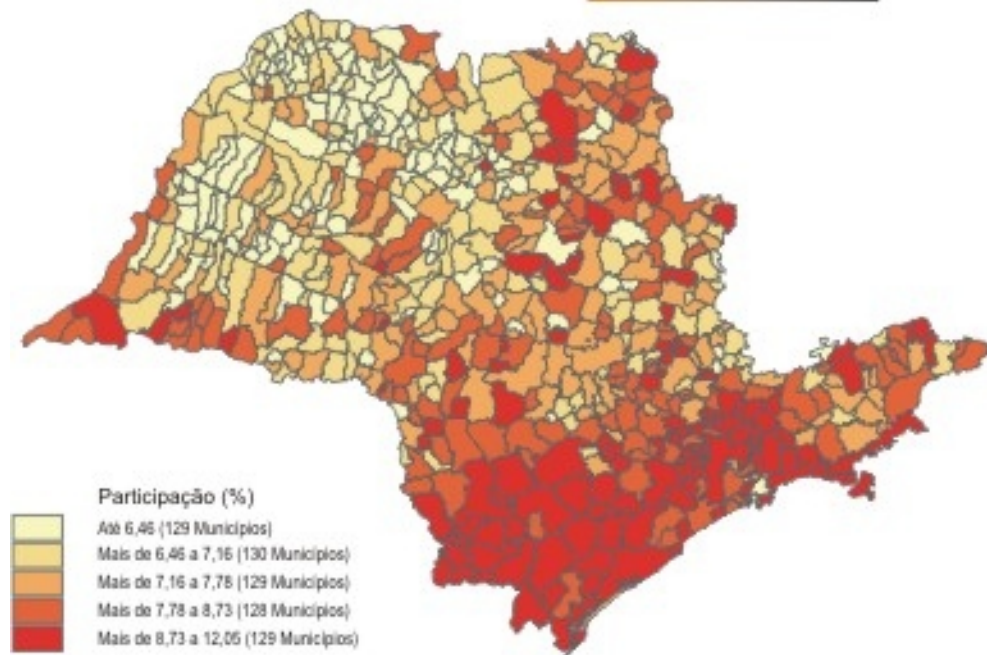 Participação (%)
Até 6,46 (129 Municípios)
Mais de 6,46 a 7,16 (130 Municípios)
Mais de 7,16 a 7,78 (129 Municípios)
Mais de 7,78 a 8,73 (128 Municípios)
Mais de 8,73 a 12,05 (129 Municípios)